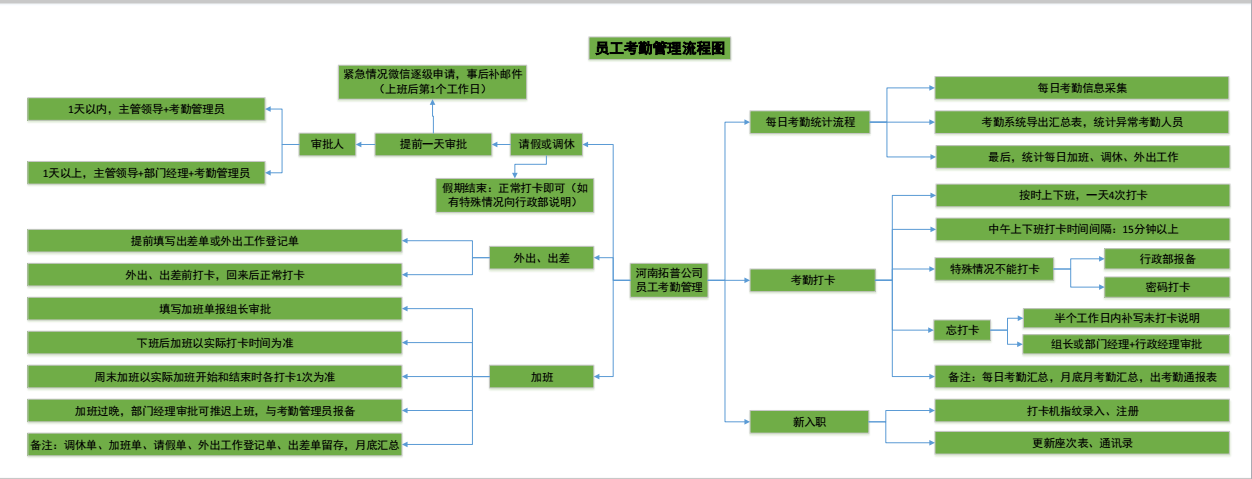 员工考勤管理流程图
紧急情况微信逐级申请，事后补邮件
（上班后第1个工作日）
1天以内，主管领导+考勤管理员
审批人
提前一天审批
请假或调休
1天以上，主管领导+部门经理+考勤管理员
假期结束：正常打卡即可（如
有特殊情况向行政部说明）
提前填写出差单或外出工作登记单
外出、出差
外出、出差前打卡，回来后正常打卡
填写加班单报组长审批
下班后加班以实际打卡时间为准
周末加班以实际加班开始和结束时各打卡1次为准
加班
加班过晚，部门经理审批可推迟上班，与考勤管理员报备
备注：调休单、加班单、请假单、外出工作登记单、出差单留存，月底汇总
河南拓普公司
员工考勤管理
每日考勤统计流程
每日考勤信息采集
考勤系统导出汇总表，统计异常考勤人员
最后，统计每日加班、调休、外出工作
考勤打卡
按时上下班，一天4次打卡
中午上下班打卡时间间隔：15分钟以上
特殊情况不能打卡
行政部报备
密码打卡
忘打卡
半个工作日内补写未打卡说明
组长或部门经理+行政经理审批
备注：每日考勤汇总，月底月考勤汇总，出考勤通报表
新入职
打卡机指纹录入、注册
更新座次表、通讯录